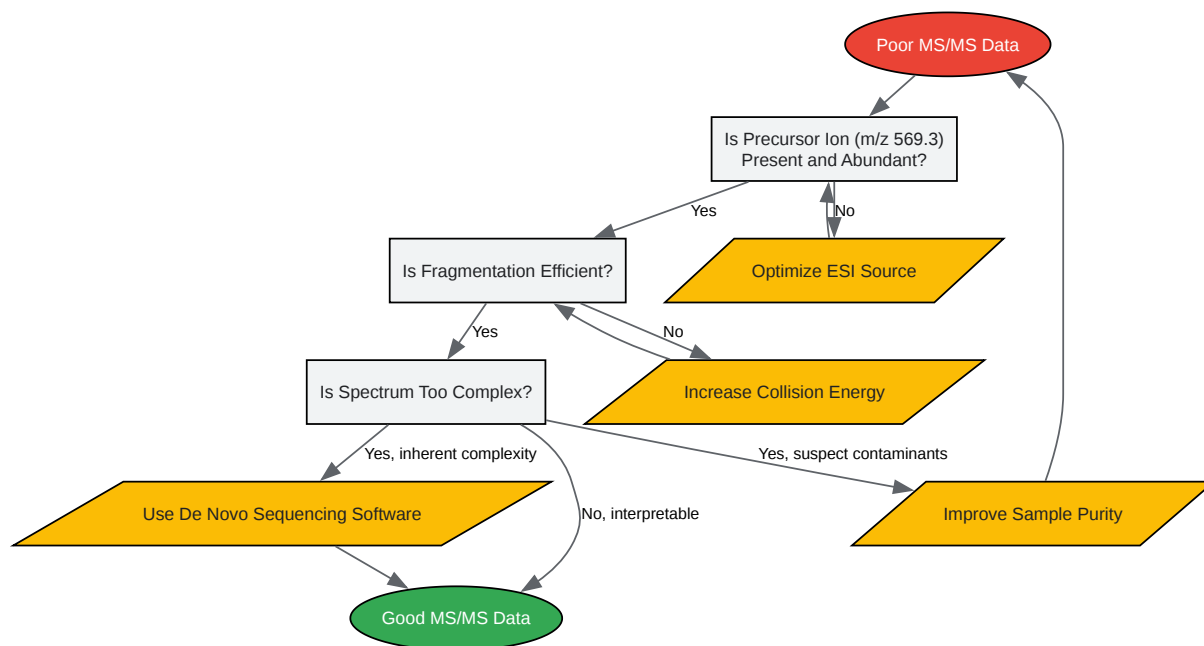 Poor MS/MS Data
Is Precursor Ion (m/z 569.3)
Present and Abundant?
Yes
No
Is Fragmentation Efficient?
Optimize ESI Source
Yes
No
Is Spectrum Too Complex?
Increase Collision Energy
Yes, inherent complexity
Yes, suspect contaminants
Use De Novo Sequencing Software
No, interpretable
Improve Sample Purity
Good MS/MS Data